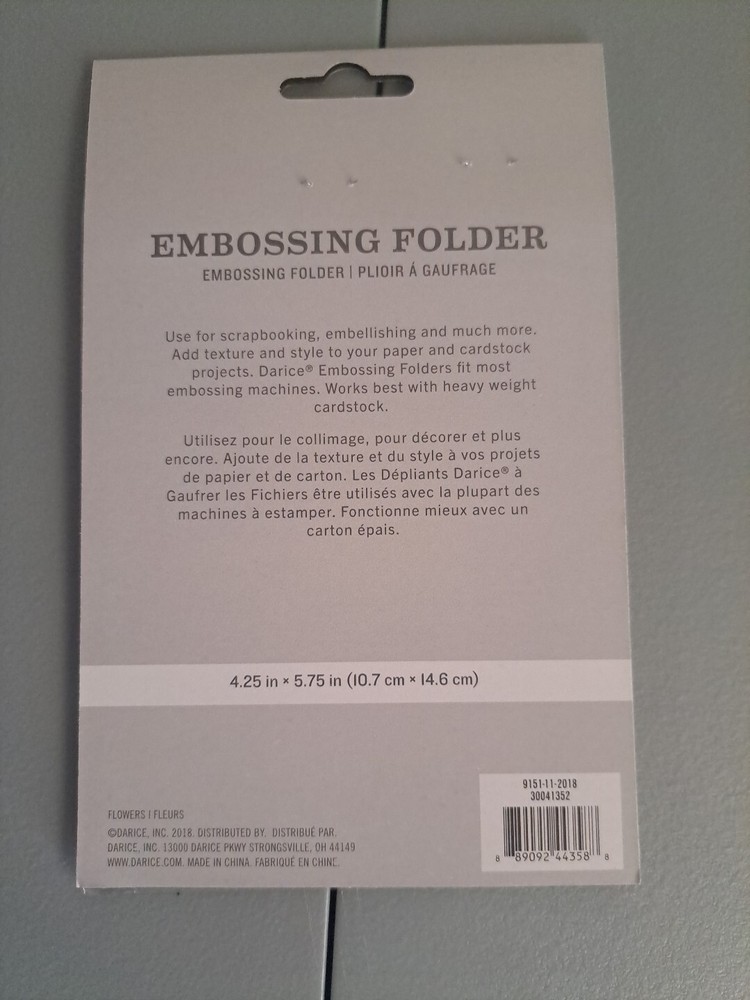 EMBOSSING FOLDER
EMBOSSING FOLDER | PLIOIR Á GAUFRAGE
Use for scrapbooking, embellishing and much more.
Add texture and style to your paper and cardstock
projects. Darice® Embossing Folders fit most
embossing machines. Works best with heavy weight
cardstock.
Utilisez pour le collimage, pour décorer et plus
encore. Ajoute de la texture et du style à vos projets
de papier et de carton. Les Dépliants Darice® à
Gaufrer les Fichiers être utilisés avec la plupart des
machines à estamper. Fonctionne mieux avec un
carton épais.
4.25 in × 5.75 in (10.7 cm × 14.6 cm)
FLOWERS | FLEURS
©DARICE, INC. 2018. DISTRIBUTED BY. DISTRIBUÉ PAR.
DARICE, INC. 13000 DARICE PKWY STRONGSVILLE, OH 44149
WWW.DARICE.COM. MADE IN CHINA. FABRIQUÉ EN CHINE.
9151-11-2018
30041352
8 89092 44358 8